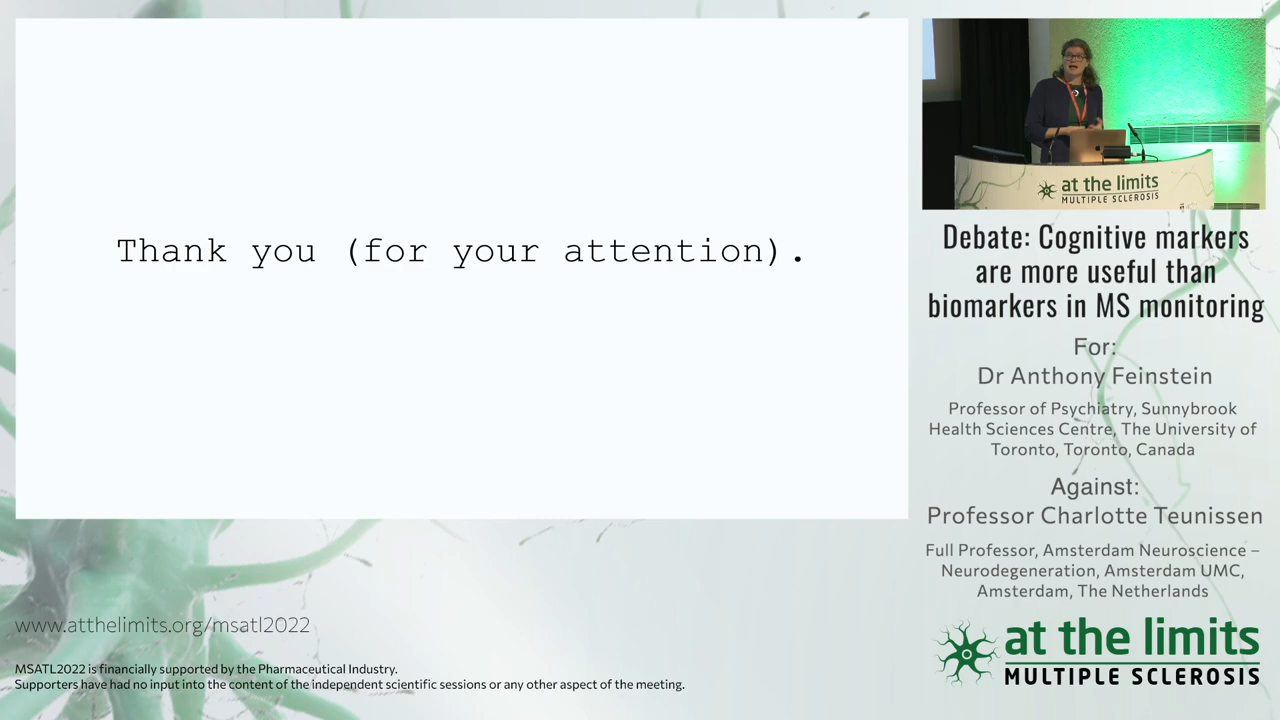 Thank you (for your attention).
at the limits
MULTIPLE SCLEROSIS
Debate: Cognitive markers
are more useful than
biomarkers in MS monitoring
For:
Dr Anthony Feinstein
Professor of Psychiatry, Sunnybrook
Health Sciences Centre, The University of
Toronto, Toronto, Canada
Against:
Professor Charlotte Teunissen
Full Professor, Amsterdam Neuroscience –
Neurodegeneration, Amsterdam UMC,
Amsterdam, The Netherlands
at the limits
MULTIPLE SCLEROSIS
www.atthelimits.org/msatl2022
MSATL2022 is financially supported by the Pharmaceutical Industry.
Supporters have had no input into the content of the independent scientific sessions or any other aspect of the meeting.